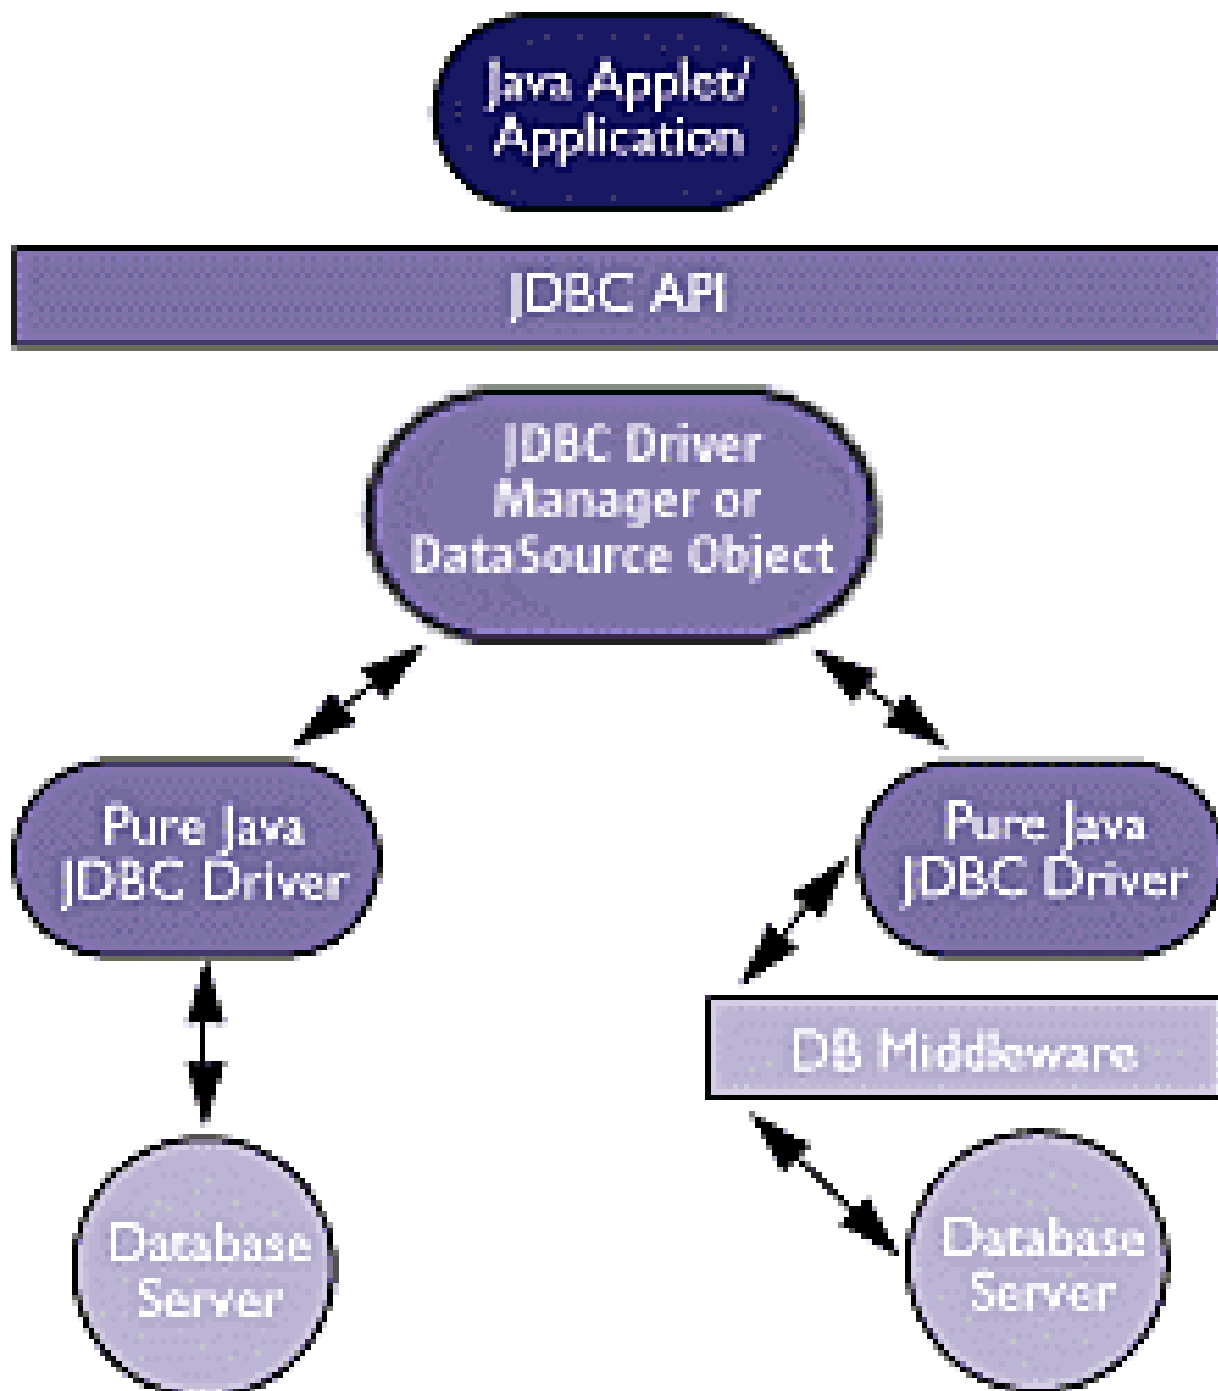 Java Applet/
Application
JDBC API
JDBC Driver
Manager or
DataSource Object
Pure Java
JDBC Driver
Pure Java
JDBC Driver
DB Middleware
Database
Server
Database
Server